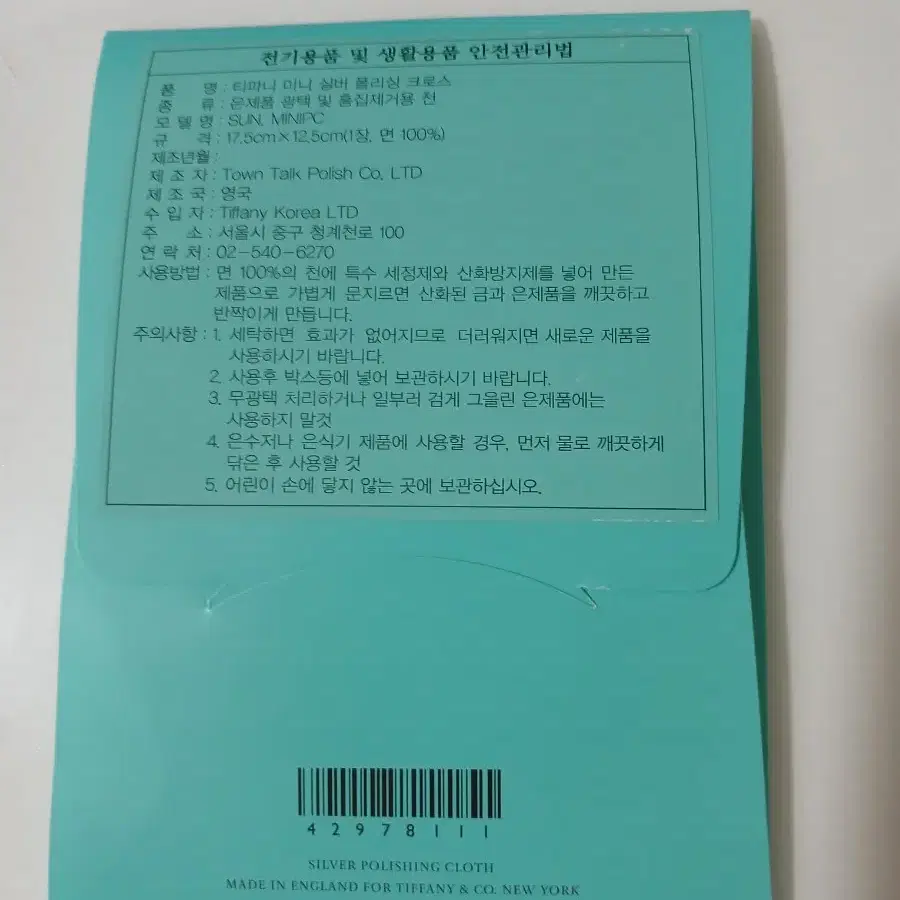 전기용품 및 생활용품 안전관리법
품 명 : 티파니 미니 실버 폴리싱 크로스
종 류 : 은제품 광택 및 흠집제거용 천
모 델 명 : SUN, MINIPC
규 격 : 17.5cm×12.5cm(1장, 면 100%)
제조년월 :
제 조 자 : Town Talk Polish Co, LTD
제 조 국 : 영국
수 입 자 : Tiffany Korea LTD
주 소 : 서울시 중구 청계천로 100
연 락 처 : 02-540-6270
사용방법 : 면 100%의 천에 특수 세정제와 산화방지제를 넣어 만든
제품으로 가볍게 문지르면 산화된 금과 은제품을 깨끗하고
반짝이게 만듭니다.
주의사항 : 1. 세탁하면 효과가 없어지므로 더러워지면 새로운 제품을
사용하시기 바랍니다.
2. 사용후 박스등에 넣어 보관하시기 바랍니다.
3. 무광택 처리하거나 일부러 검게 그을린 은제품에는
사용하지 말것
4. 은수저나 은식기 제품에 사용할 경우, 먼저 물로 깨끗하게
닦은 후 사용할 것
5. 어린이 손에 닿지 않는 곳에 보관하십시오.
42978111
SILVER POLISHING CLOTH
MADE IN ENGLAND FOR TIFFANY & CO. NEW YORK